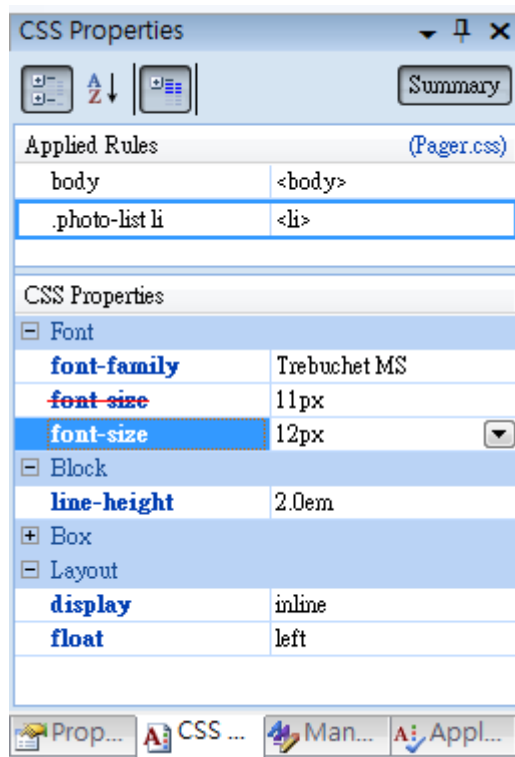 CSS Properties
A Z Summary
Applied Rules (Pager.css)
body <body>
.photo-list li <li>
CSS Properties
Font
font-family Trebuchet MS
font-size 11px
font-size 12px
Block
line-height 2.0em
Box
Layout
display inline
float left
Prop... CSS ... Man... Appl...